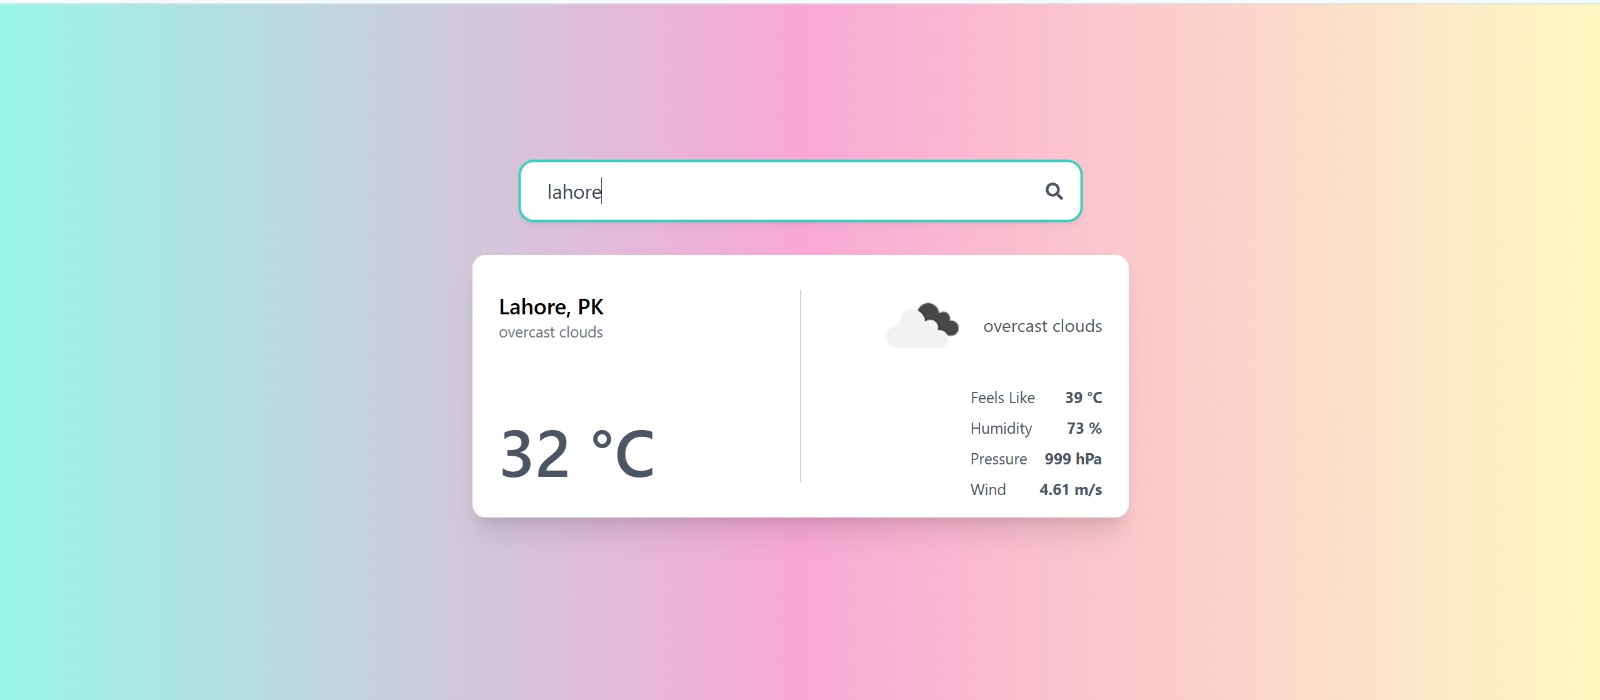 lahore
Lahore, PK
overcast clouds
32 °C
overcast clouds
Feels Like 39 °C
Humidity 73 %
Pressure 999 hPa
Wind 4.61 m/s